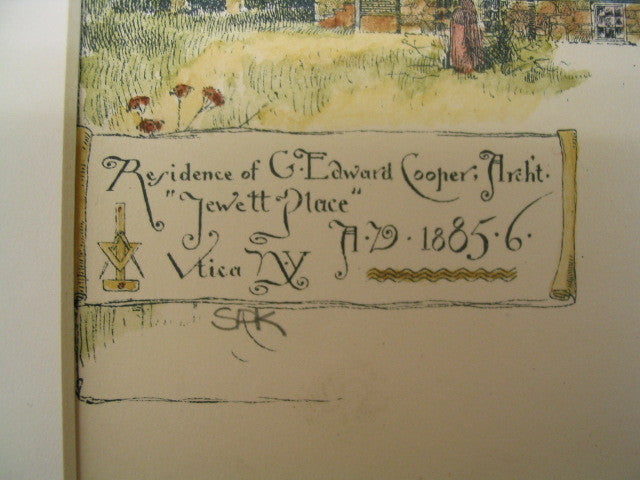 Residence of G. Edward Cooper, Arch't.
"Jewett Place"
A.D. 1885.6.
Utica N.Y
SAK